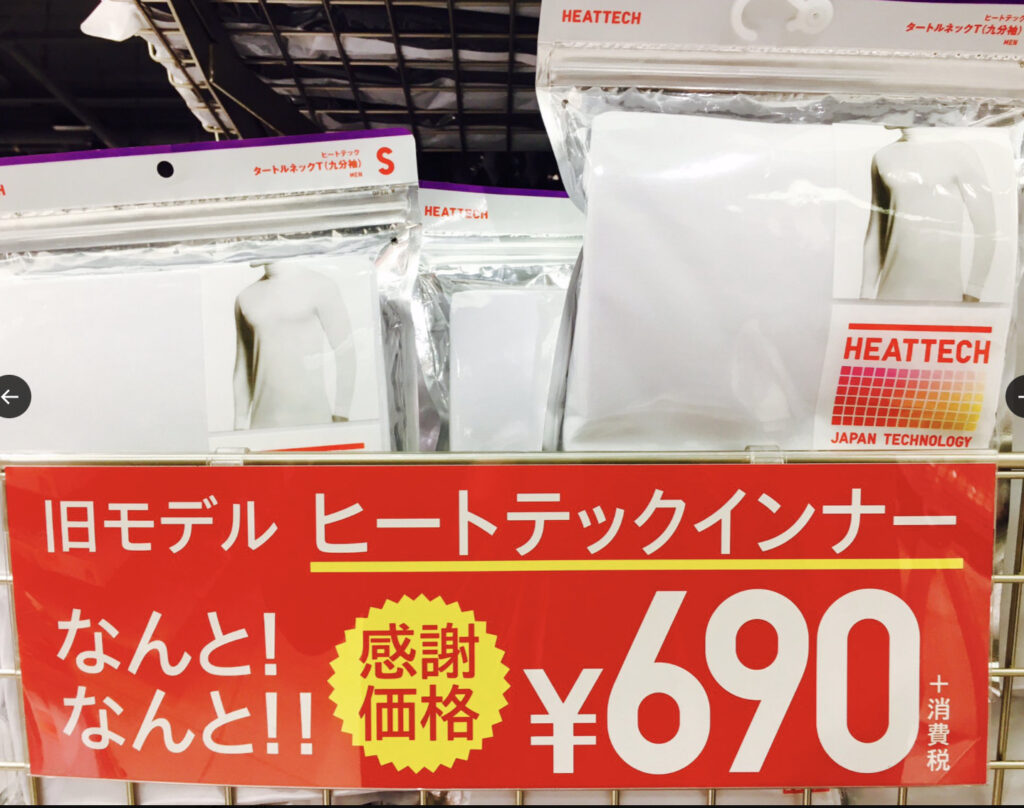 HEATTECH
ヒートテック
タートルネックT(九分袖)
MEN
ヒートテック
タートルネックT(九分袖)
MEN
S
HEATTECH
HEATTECH
JAPAN TECHNOLOGY
旧モデル ヒートテックインナー
なんと!
なんと!!
感謝
価格
¥690
+消費税